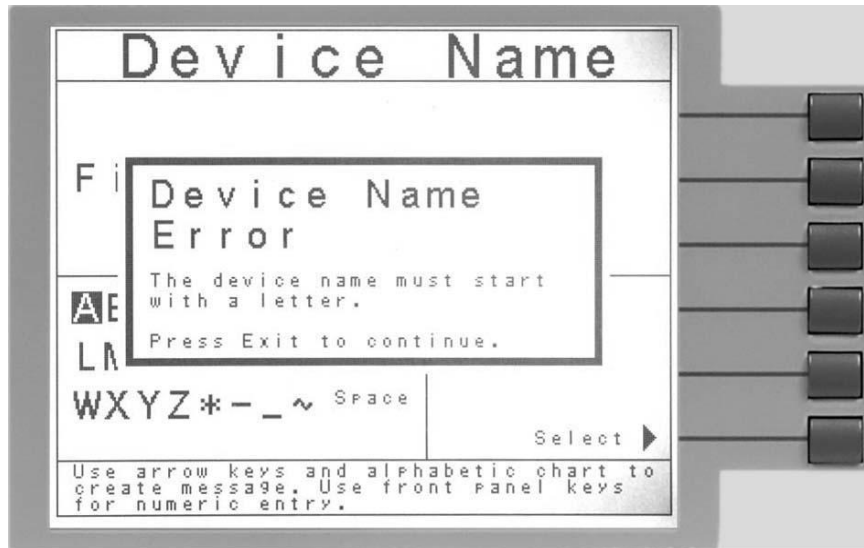 Device Name
Fi
Device Name
Error
The device name must start
with a letter.
Press Exit to continue.
A
L
WXYZ*-_~ Space
Select
Use arrow keys and alphabetic chart to
create message. Use front panel keys
for numeric entry.